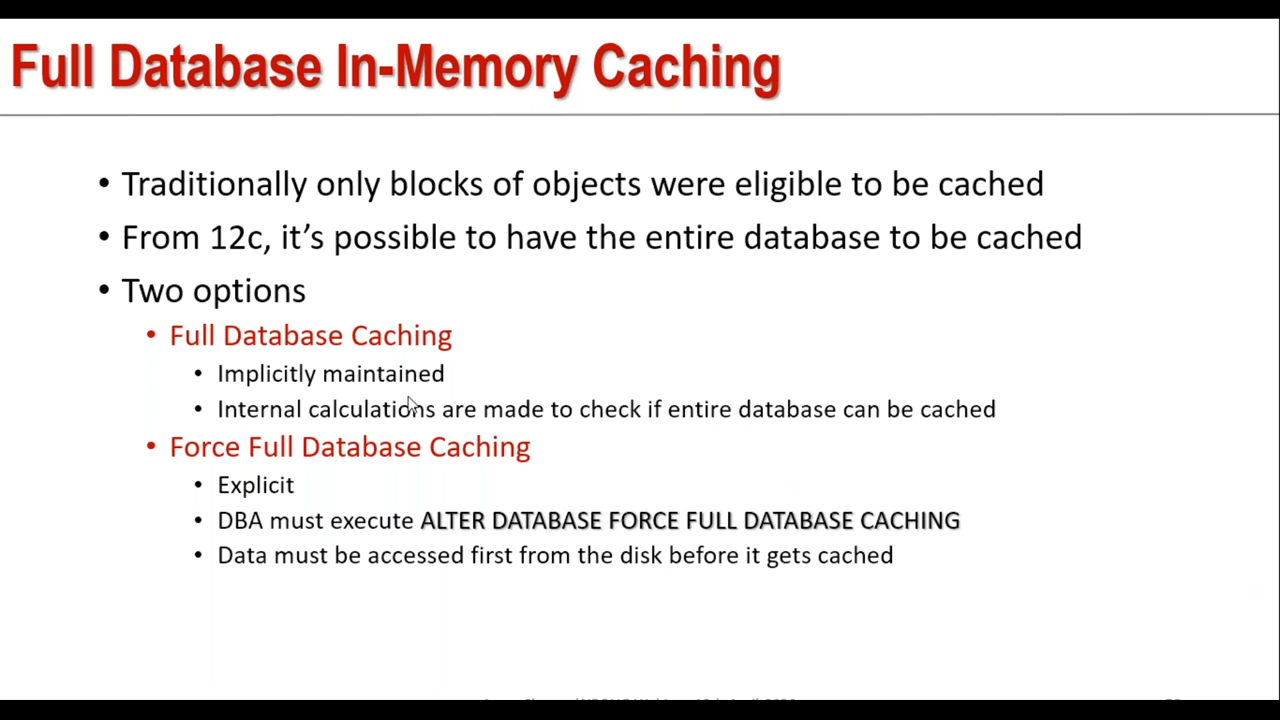 Full Database In-Memory Caching
• Traditionally only blocks of objects were eligible to be cached
• From 12c, it's possible to have the entire database to be cached
• Two options
• Full Database Caching
• Implicitly maintained
• Internal calculations are made to check if entire database can be cached
• Force Full Database Caching
• Explicit
• DBA must execute ALTER DATABASE FORCE FULL DATABASE CACHING
• Data must be accessed first from the disk before it gets cached